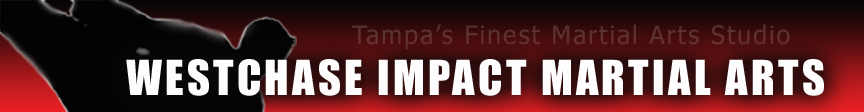 Tampa's Finest Martial Arts Studio
WESTCHASE IMPACT MARTIAL ARTS